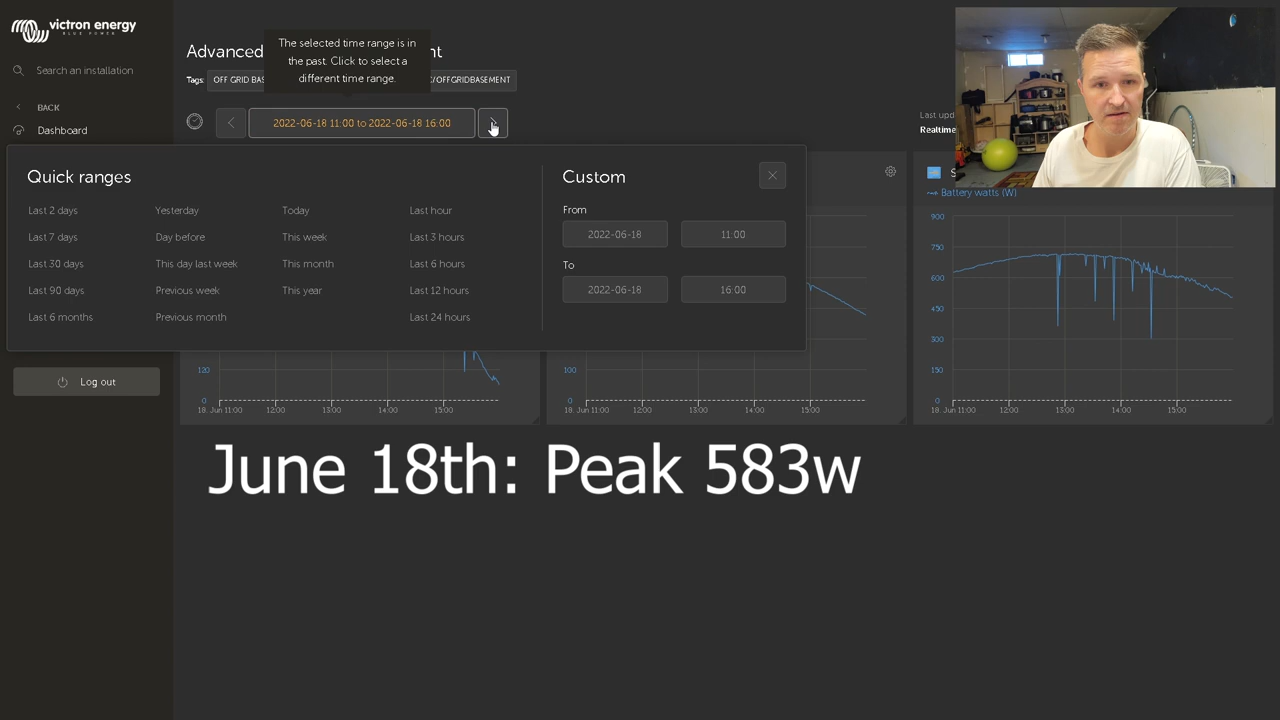 victron energy
BLUE POWER
Search an installation
BACK
Dashboard
Log out
Advanced
nt
The selected time range is in
the past. Click to select a
different time range.
Tags:
OFF GRID BAS
/OFFGRIDBASEMENT
2022-06-18 11:00 to 2022-06-18 16:00
Last upd
Realtime
Quick ranges
Last 2 days
Yesterday
Today
Last hour
Last 7 days
Day before
This week
Last 3 hours
Last 30 days
This day last week
This month
Last 6 hours
Last 90 days
Previous week
This year
Last 12 hours
Last 6 months
Previous month
Last 24 hours
Custom
From
2022-06-18
11:00
To
2022-06-18
16:00
120
0
18. Jun 11:00
12:00
13:00
14:00
15:00
100
0
18. Jun 11:00
12:00
13:00
14:00
15:00
S
Battery watts (W)
900
750
600
450
300
150
0
18. Jun 11:00
12:00
13:00
14:00
15:00
June 18th: Peak 583w